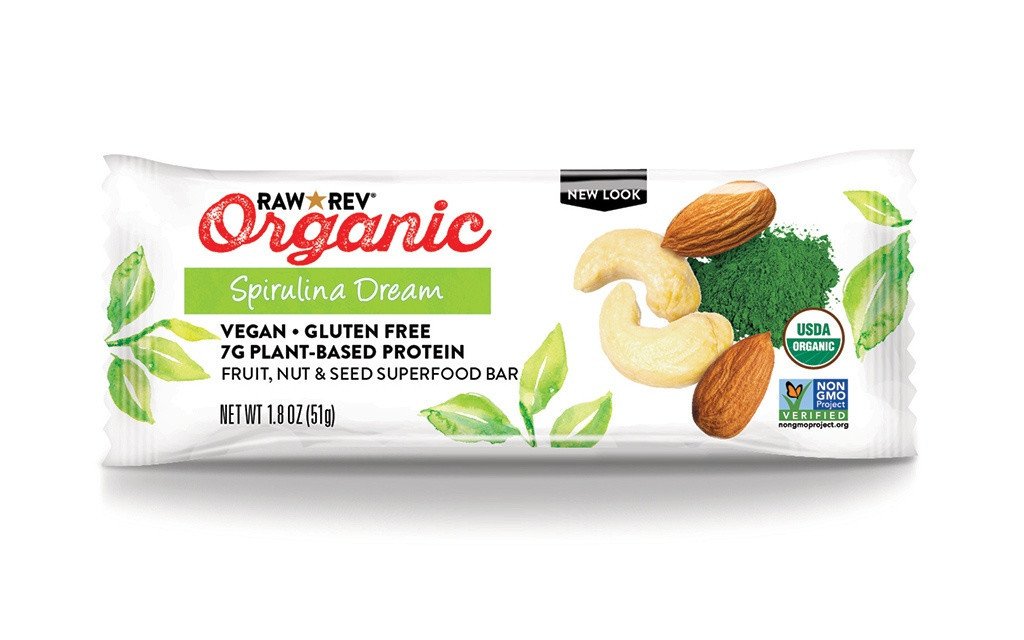 RAW★REV®
Organic
Spirulina Dream
VEGAN • GLUTEN FREE
7G PLANT-BASED PROTEIN
FRUIT, NUT & SEED SUPERFOOD BAR
NET WT 1.8 OZ (51g)
NEW LOOK
USDA
ORGANIC
NON
GMO
Project
VERIFIED
nongmoproject.org